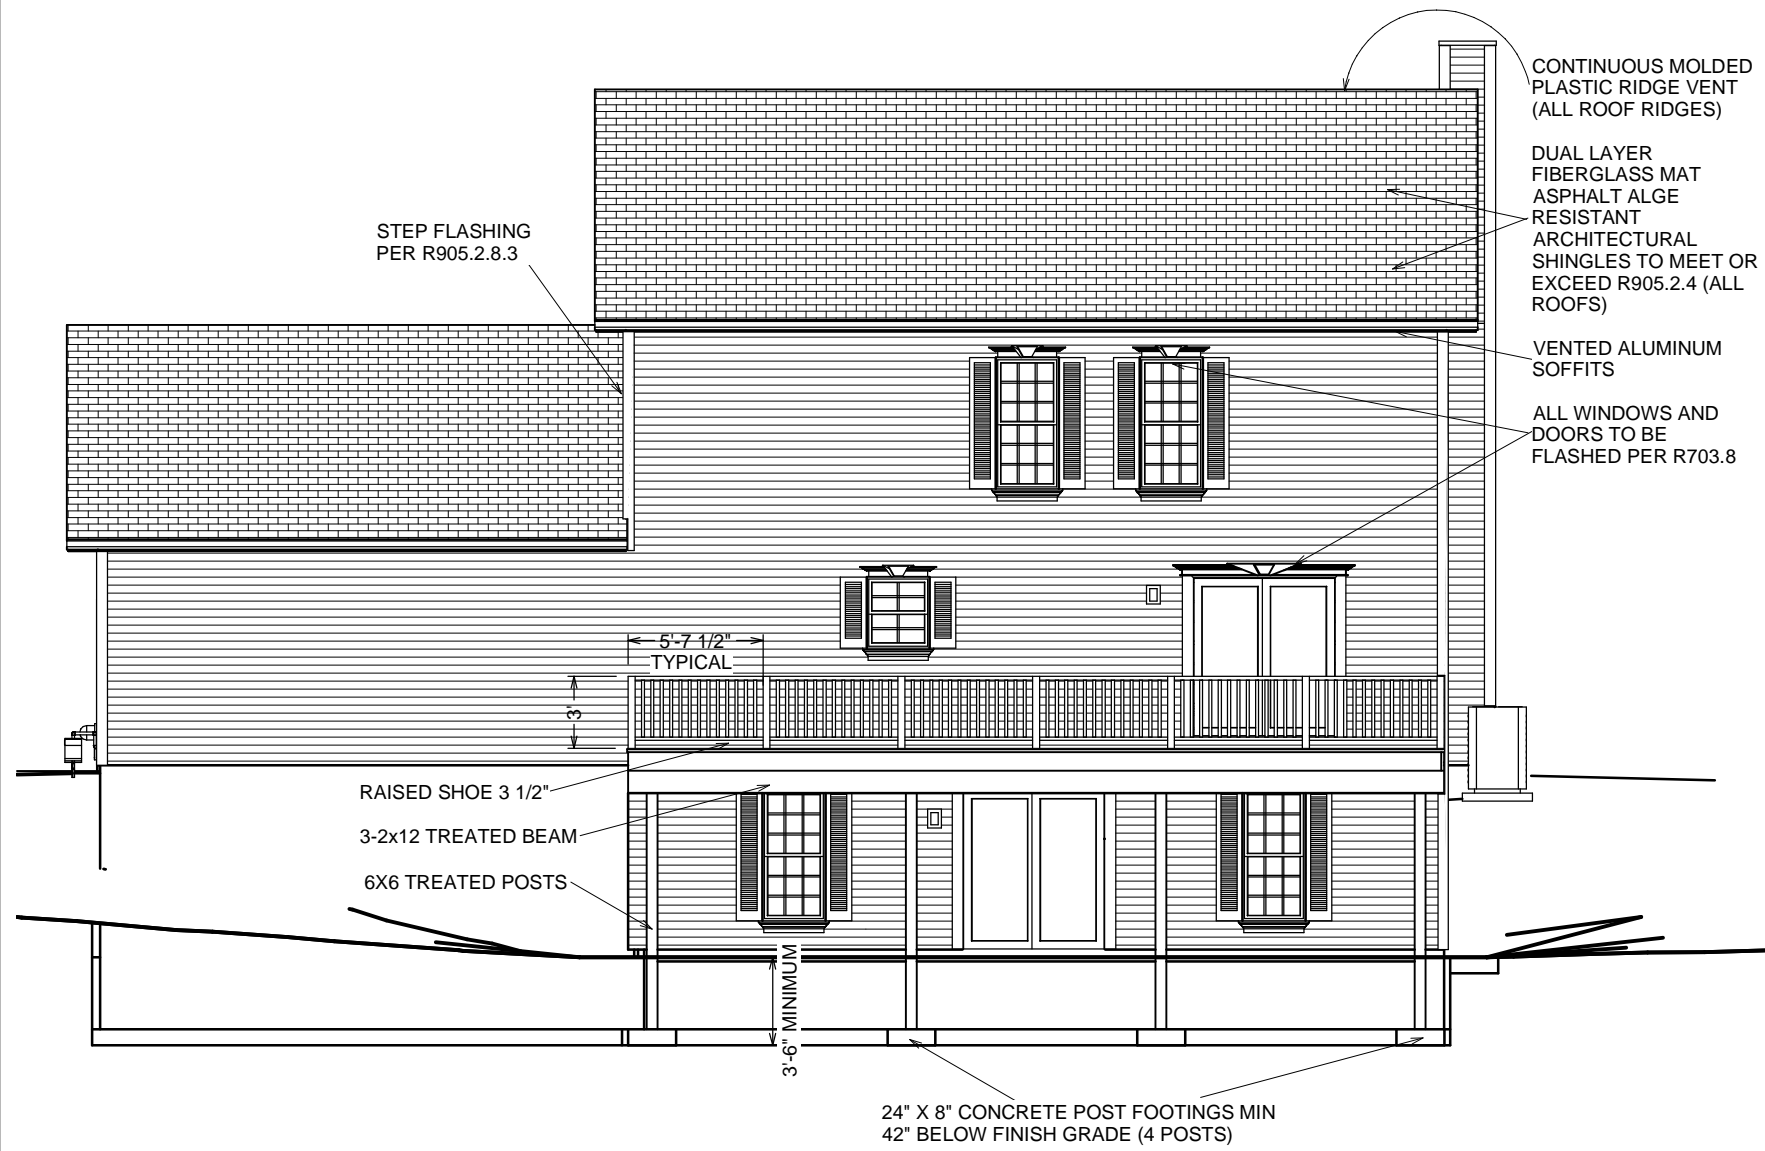 CONTINUOUS MOLDED
PLASTIC RIDGE VENT
(ALL ROOF RIDGES)
DUAL LAYER
FIBERGLASS MAT
ASPHALT ALGE
RESISTANT
ARCHITECTURAL
SHINGLES TO MEET OR
EXCEED R905.2.4 (ALL
ROOFS)
STEP FLASHING
PER R905.2.8.3
VENTED ALUMINUM
SOFFITS
ALL WINDOWS AND
DOORS TO BE
FLASHED PER R703.8
5'-7 1/2"
TYPICAL
3'
RAISED SHOE 3 1/2"
3-2x12 TREATED BEAM
6X6 TREATED POSTS
3'-6" MINIMUM
24" X 8" CONCRETE POST FOOTINGS MIN
42" BELOW FINISH GRADE (4 POSTS)